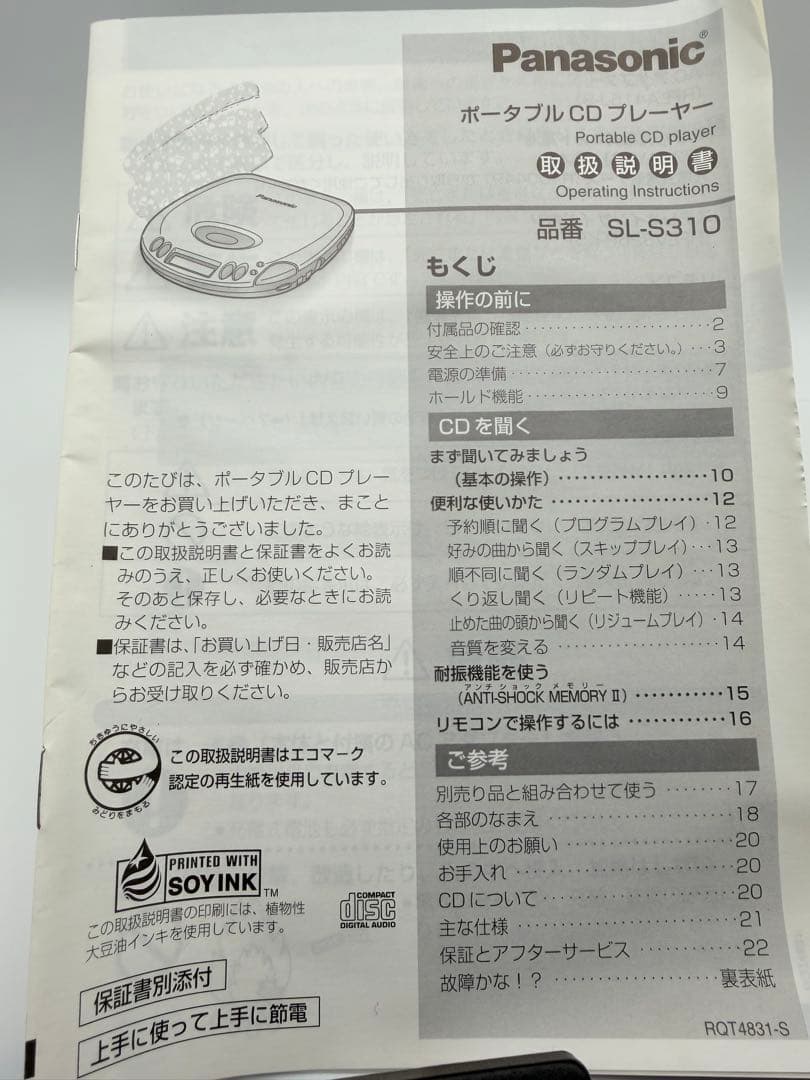 Panasonic®
ポータブルCDプレーヤー
Portable CD player
取扱説明書
Operating Instructions
品番 SL-S310
Panasonic
もくじ
操作の前に
付属品の確認・・・・・・・・・・・・・・・・・・・・・・・2
安全上のご注意（必ずお守りください。）・・・3
電源の準備・・・・・・・・・・・・・・・・・・・・・・・・・7
ホールド機能・・・・・・・・・・・・・・・・・・・・・・・9
CDを聞く
まず聞いてみましょう
（基本の操作）・・・・・・・・・・・・・・・・・10
便利な使いかた・・・・・・・・・・・・・・・・・・12
予約順に聞く（プログラムプレイ）・12
好みの曲から聞く（スキッププレイ）・・・13
順不同に聞く（ランダムプレイ）・・・13
くり返し聞く（リピート機能）・・・・・13
止めた曲の頭から聞く（リジュームプレイ）・14
音質を変える・・・・・・・・・・・・・・・・・・14
耐振機能を使う
アンチ ショック メモリー
（ANTI-SHOCK MEMORY Ⅱ）・・・・・・・・・・・15
リモコンで操作するには・・・・・・・・・・・・16
ご参考
別売り品と組み合わせて使う・・・・・・・・17
各部のなまえ・・・・・・・・・・・・・・・・・・・・・18
使用上のお願い・・・・・・・・・・・・・・・・・・・20
お手入れ・・・・・・・・・・・・・・・・・・・・・・・・・20
CDについて・・・・・・・・・・・・・・・・・・・・・・20
主な仕様・・・・・・・・・・・・・・・・・・・・・・・・・21
保証とアフターサービス・・・・・・・・・・・22
故障かな！？・・・・・・・・・・・・・・・・・・裏表紙
このたびは、ポータブルCDプレー
ヤーをお買い上げいただき、まこと
にありがとうございました。
■この取扱説明書と保証書をよくお読
みのうえ、正しくお使いください。
そのあと保存し、必要なときにお読
みください。
■保証書は、「お買い上げ日・販売店名」
などの記入を必ず確かめ、販売店か
らお受け取りください。
ちきゅうにやさしい
みどりをまもる
この取扱説明書はエコマーク
認定の再生紙を使用しています。
PRINTED WITH
SOY INK™
この取扱説明書の印刷には、植物性
大豆油インキを使用しています。
COMPACT
disc
DIGITAL AUDIO
保証書別添付
上手に使って上手に節電
RQT4831-S